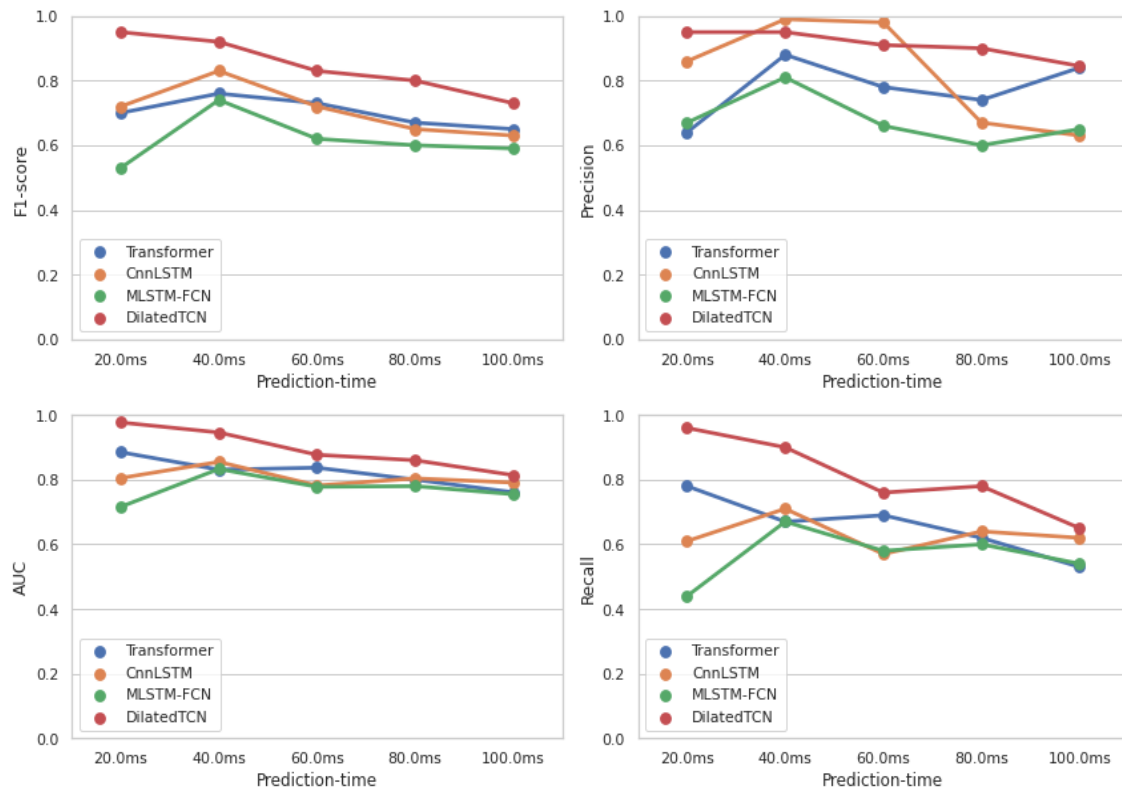 1.0
0.8
0.6
0.4
0.2
0.0
F1-score
Transformer
CnnLSTM
MLSTM-FCN
DilatedTCN
20.0ms 40.0ms 60.0ms 80.0ms 100.0ms
Prediction-time
1.0
0.8
0.6
0.4
0.2
0.0
Precision
Transformer
CnnLSTM
MLSTM-FCN
DilatedTCN
20.0ms 40.0ms 60.0ms 80.0ms 100.0ms
Prediction-time
1.0
0.8
0.6
0.4
0.2
0.0
AUC
Transformer
CnnLSTM
MLSTM-FCN
DilatedTCN
20.0ms 40.0ms 60.0ms 80.0ms 100.0ms
Prediction-time
1.0
0.8
0.6
0.4
0.2
0.0
Recall
Transformer
CnnLSTM
MLSTM-FCN
DilatedTCN
20.0ms 40.0ms 60.0ms 80.0ms 100.0ms
Prediction-time